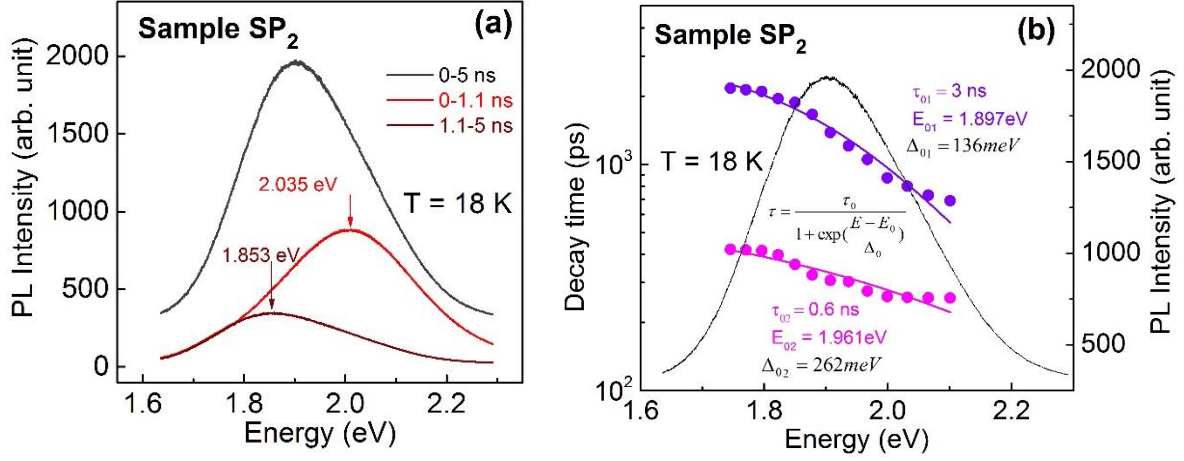 Sample SP₂
(a)
0-5 ns
0-1.1 ns
1.1-5 ns
2.035 eV
T = 18 K
1.853 eV
2000
1500
1000
500
0
PL Intensity (arb. unit)
1.6
1.8
2.0
2.2
Energy (eV)
Sample SP₂
(b)
τ₀₁ = 3 ns
E₀₁ = 1.897eV
Δ₀₁ = 136meV
T = 18 K
τ = τ₀ / 1 + exp(E − E₀ / Δ₀)
τ₀₂ = 0.6 ns
E₀₂ = 1.961eV
Δ₀₂ = 262meV
10³
10²
Decay time (ps)
2000
1500
1000
500
PL Intensity (arb. unit)
1.6
1.8
2.0
2.2
Energy (eV)